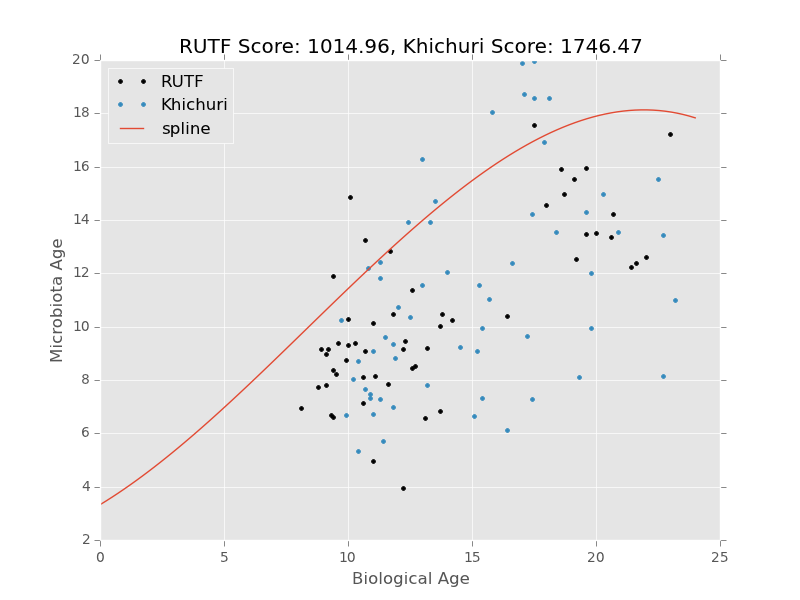 RUTF Score: 1014.96, Khichuri Score: 1746.47
RUTF
Khichuri
spline
20
18
16
14
12
10
8
6
4
2
Microbiota Age
0 5 10 15 20 25
Biological Age